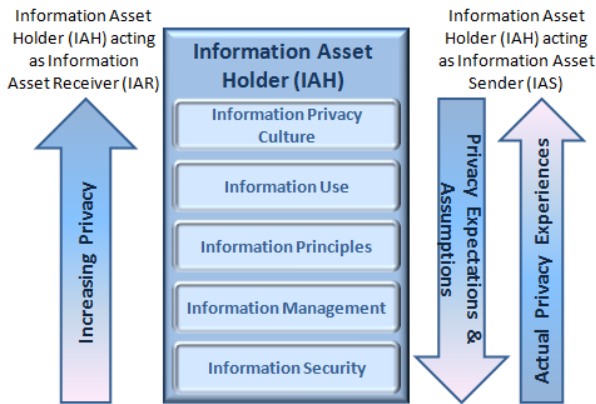 Information Asset
Holder (IAH) acting
as Information
Asset Receiver (IAR)
Increasing Privacy
Information Asset
Holder (IAH)
Information Privacy
Culture
Information Use
Information Principles
Information Management
Information Security
Information Asset
Holder (IAH) acting
as Information Asset
Sender (IAS)
Privacy Expectations &
Assumptions
Actual Privacy Experiences